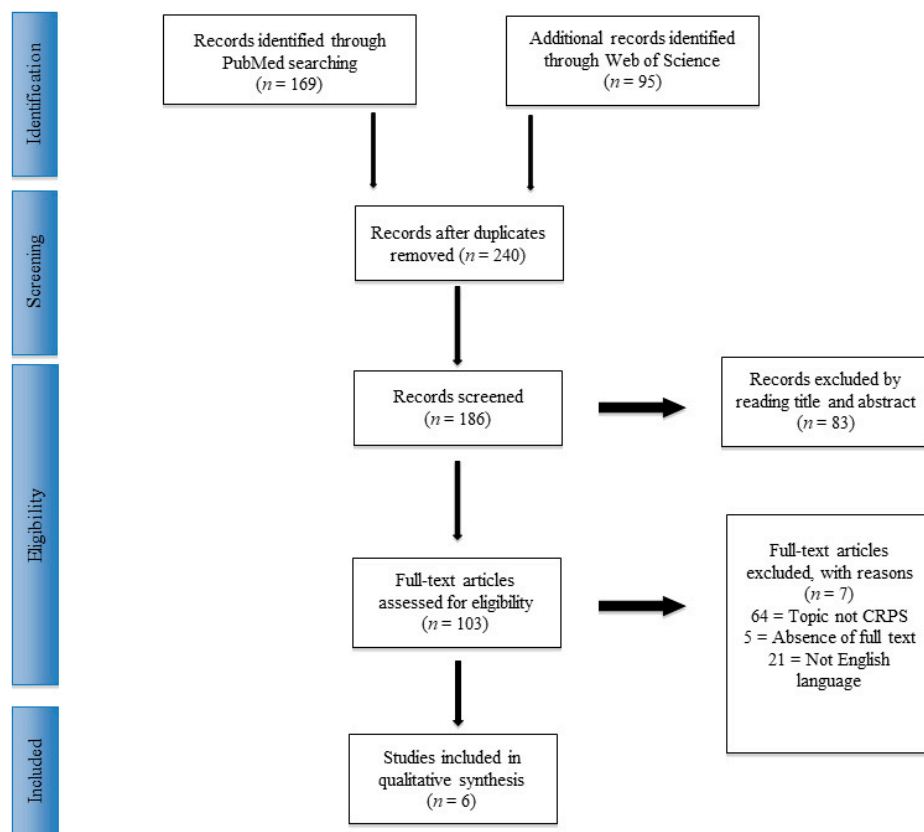 Identification
Records identified through
PubMed searching
(n = 169)
Additional records identified
through Web of Science
(n = 95)
Screening
Records after duplicates
removed (n = 240)
Eligibility
Records screened
(n = 186)
Records excluded by
reading title and abstract
(n = 83)
Full-text articles
assessed for eligibility
(n = 103)
Full-text articles
excluded, with reasons
(n = 7)
64 = Topic not CRPS
5 = Absence of full text
21 = Not English
language
Included
Studies included in
qualitative synthesis
(n = 6)